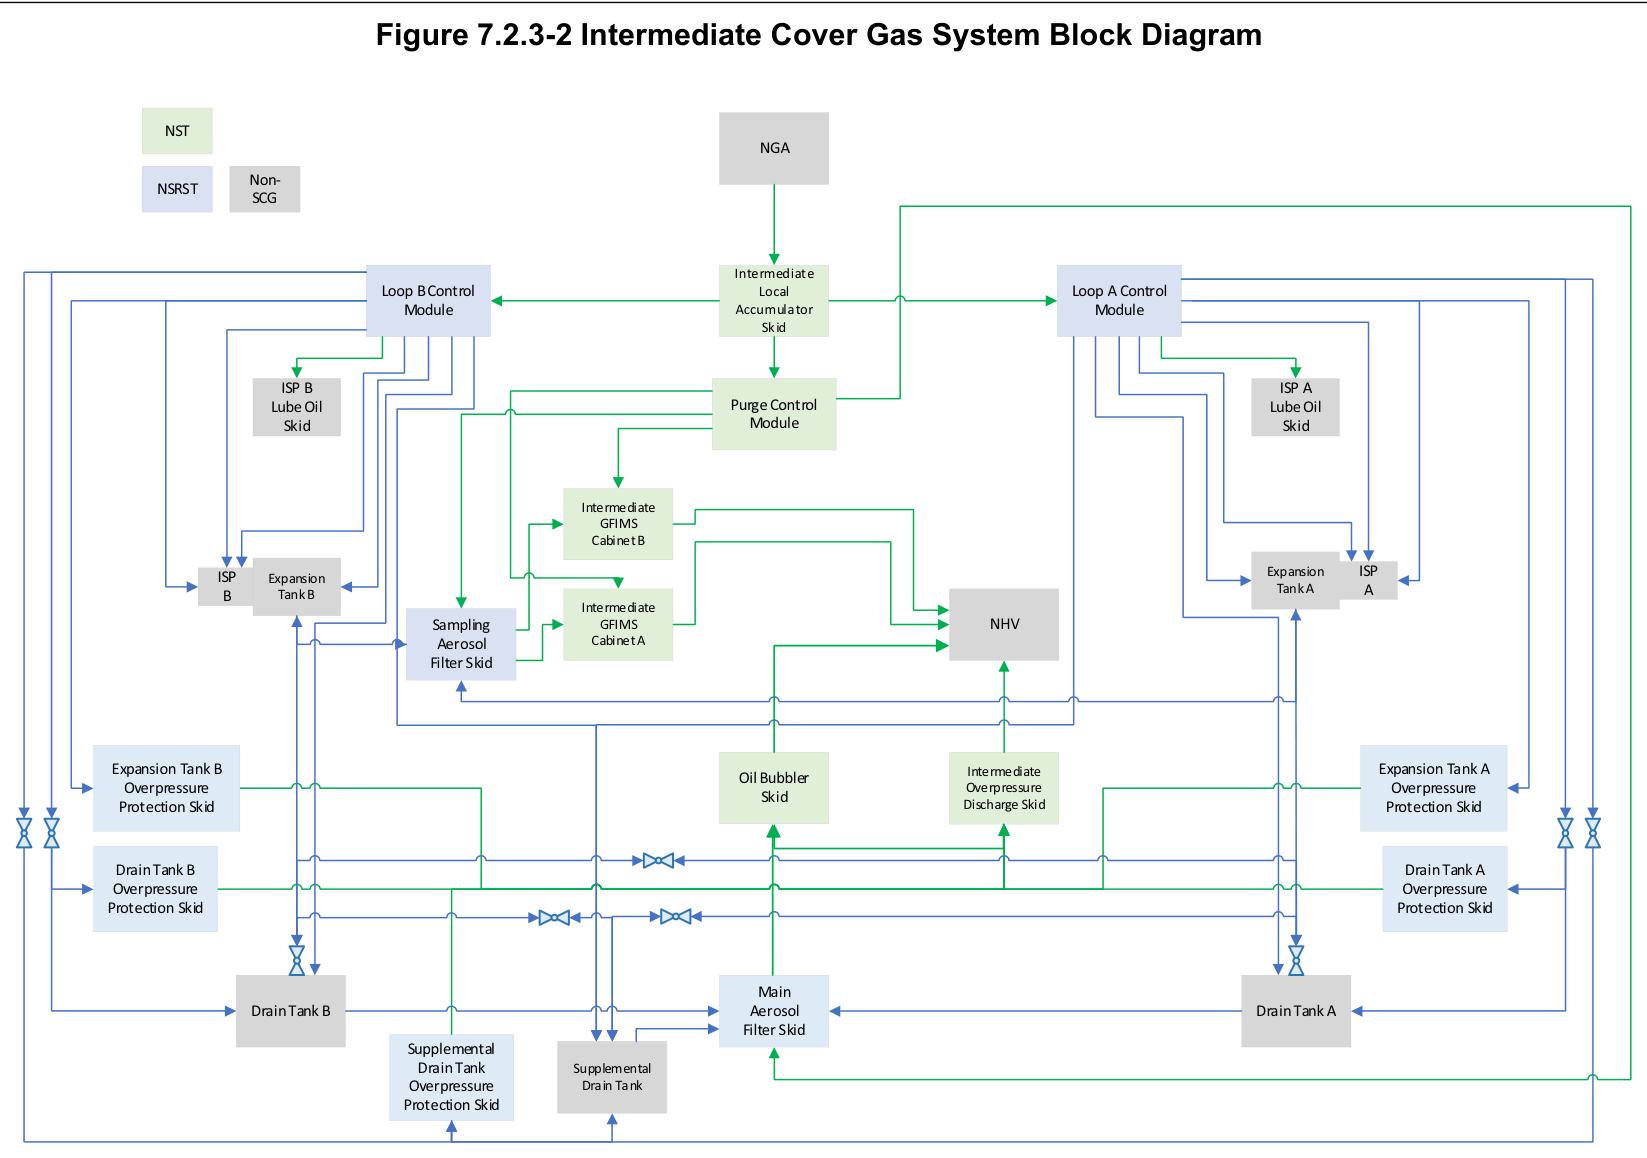 Figure 7.2.3-2 Intermediate Cover Gas System Block Diagram
NST
NSRST
Non-
SCG
NGA
Loop B Control
Module
Intermediate
Local
Accumulator
Skid
Loop A Control
Module
ISP B
Lube Oil
Skid
Purge Control
Module
ISP A
Lube Oil
Skid
Intermediate
GFIMS
Cabinet B
ISP
B
Expansion
Tank B
Expansion
Tank A
ISP
A
Sampling
Aerosol
Filter Skid
Intermediate
GFIMS
Cabinet A
NHV
Expansion Tank B
Overpressure
Protection Skid
Oil Bubbler
Skid
Intermediate
Overpressure
Discharge Skid
Expansion Tank A
Overpressure
Protection Skid
Drain Tank B
Overpressure
Protection Skid
Drain Tank A
Overpressure
Protection Skid
Drain Tank B
Main
Aerosol
Filter Skid
Drain Tank A
Supplemental
Drain Tank
Overpressure
Protection Skid
Supplemental
Drain Tank